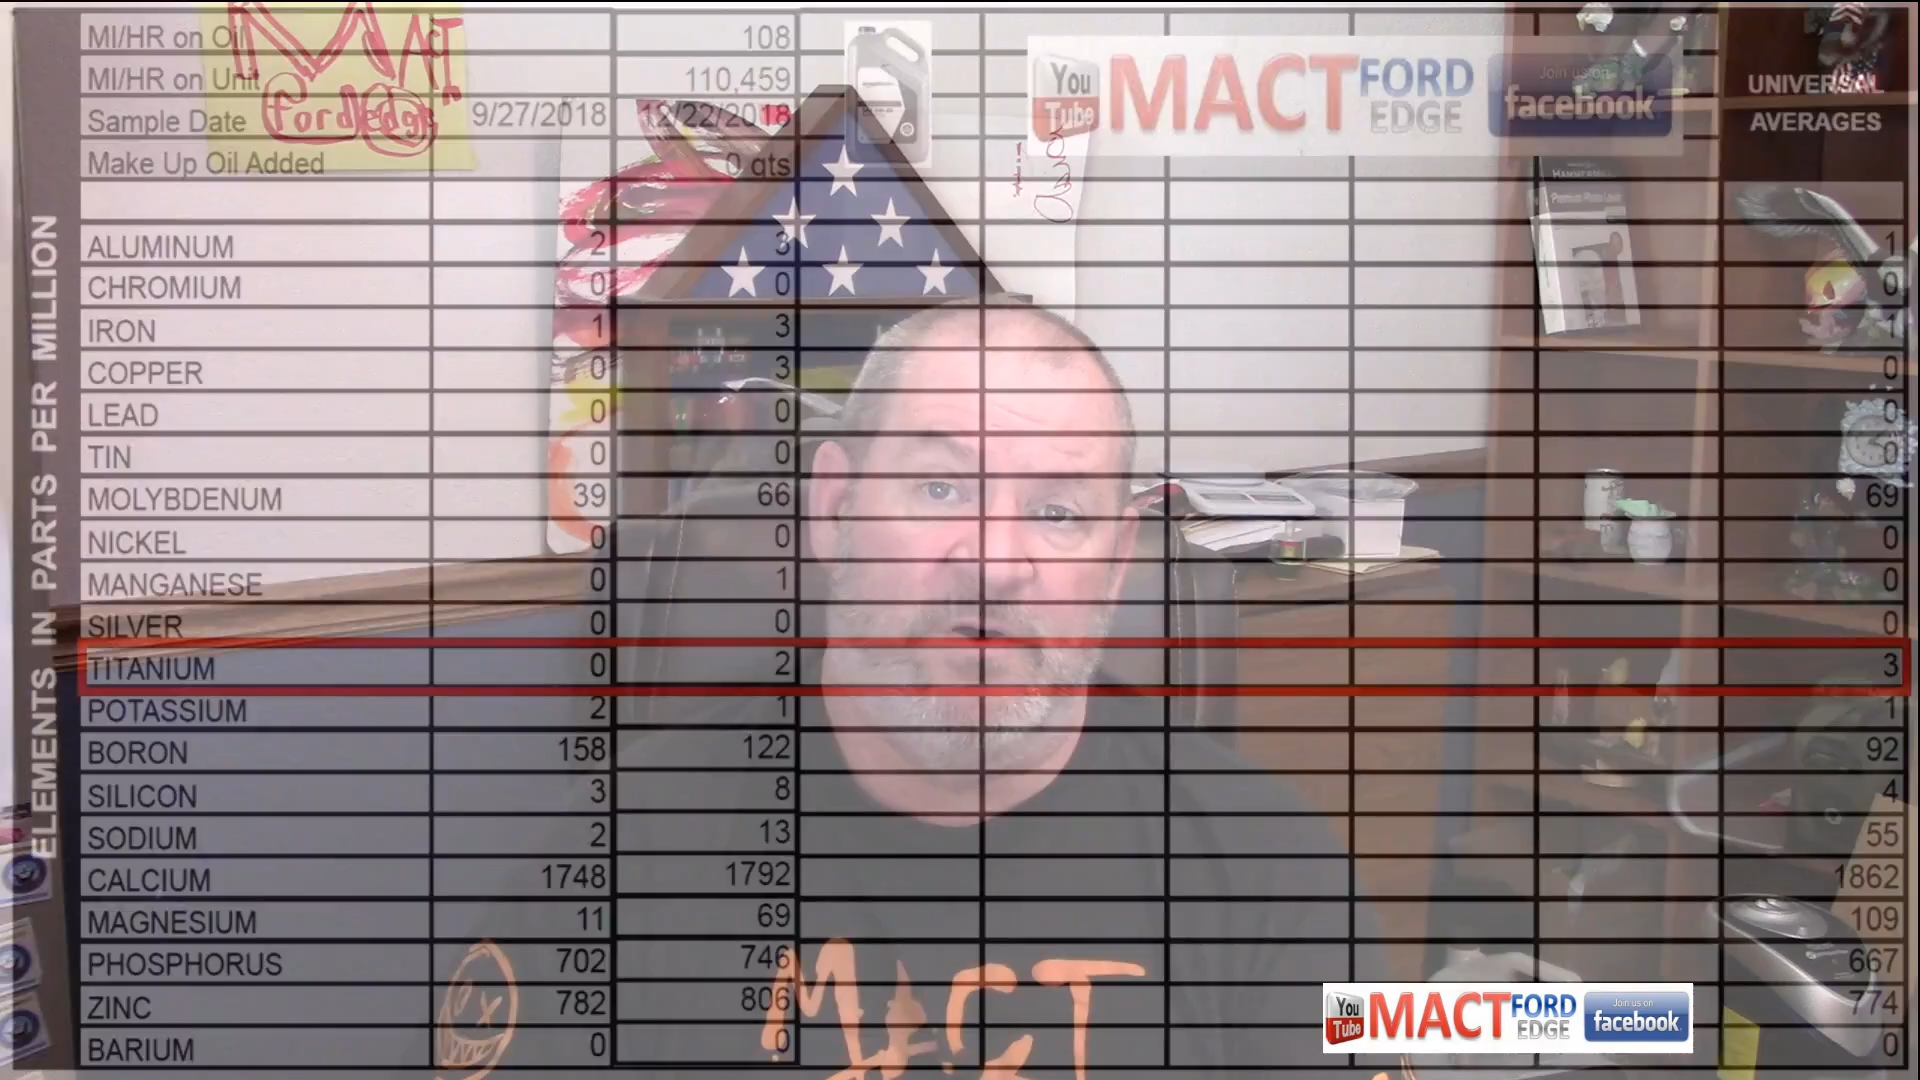 MI/HR on Oil 108
MI/HR on Unit 110,459
Sample Date 9/27/2018 12/22/2018
Make Up Oil Added 0 qts
MACT
ford edge
You Tube MACT FORD EDGE Join us on facebook
UNIVERSAL AVERAGES
HAMMERMILL
ELEMENTS IN PARTS PER MILLION
ALUMINUM 2 3 1
CHROMIUM 0 0 0
IRON 1 3 1
COPPER 0 3 0
LEAD 0 0 0
TIN 0 0 0
MOLYBDENUM 39 66 69
NICKEL 0 0 0
MANGANESE 0 1 0
SILVER 0 0 0
TITANIUM 0 2 3
POTASSIUM 2 1 1
BORON 158 122 92
SILICON 3 8 4
SODIUM 2 13 55
CALCIUM 1748 1792 1862
MAGNESIUM 11 69 109
PHOSPHORUS 702 746 667
ZINC 782 806 774
BARIUM 0 0 0
MACT
You Tube MACT FORD EDGE Join us on facebook